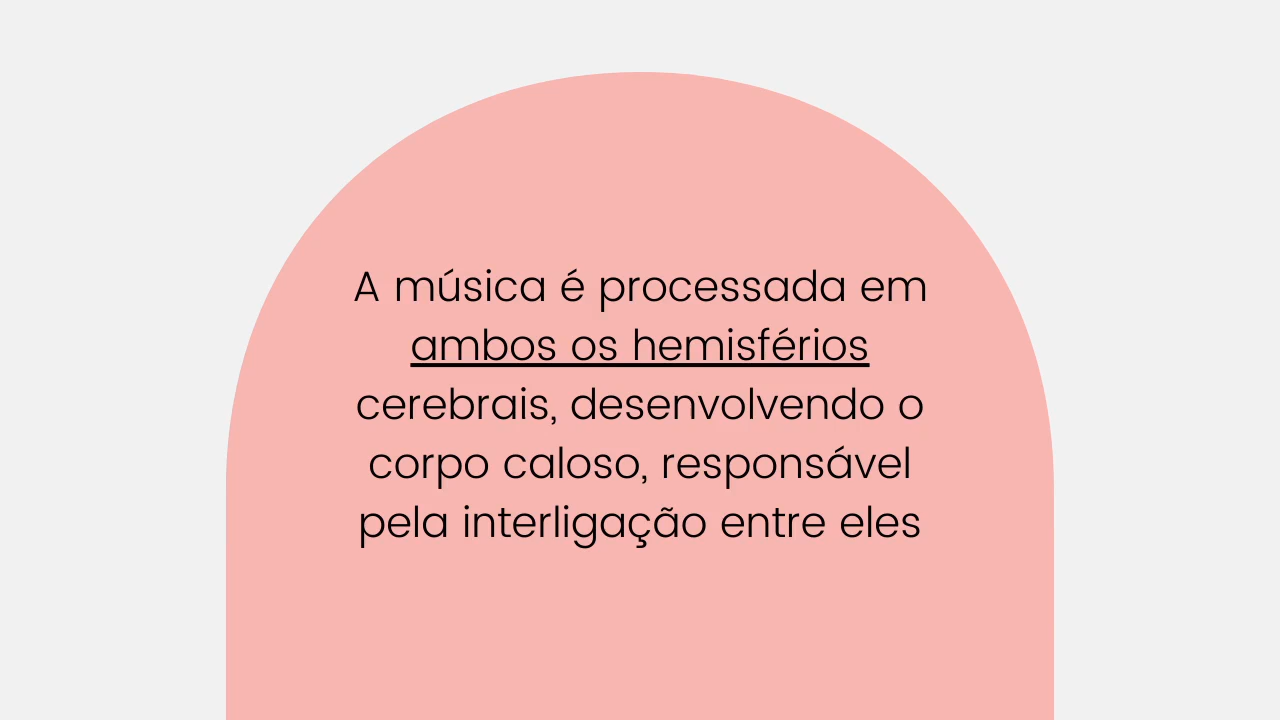 A música é processada em
ambos os hemisférios
cerebrais, desenvolvendo o
corpo caloso, responsável
pela interligação entre eles